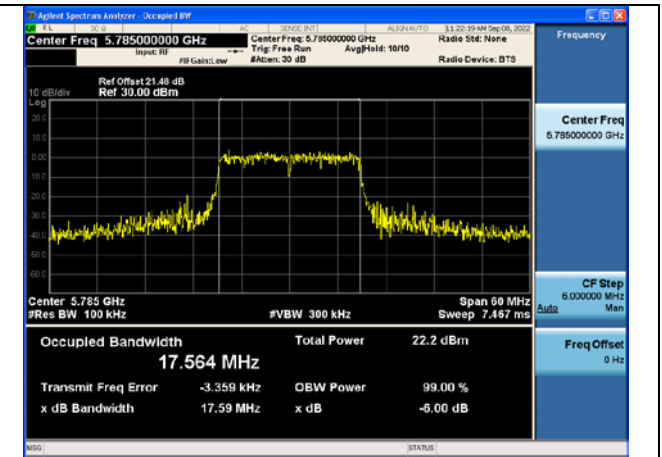 Agilent Spectrum Analyzer - Occupied BW
RL 50 Ω AC SENSE:INT ALIGNAUTO 11:22:19 AM Sep 08, 2022
Center Freq 5.785000000 GHz Center Freq: 5.785000000 GHz Radio Std: None
Input: RF Trig: Free Run Avg|Hold: 10/10
#IFGain:Low #Atten: 30 dB Radio Device: BTS
Ref Offset 21.48 dB
10 dB/div Ref 30.00 dBm
Log
20.0
10.0
0.00
-10.0
-20.0
-30.0
-40.0
-50.0
-60.0
Center 5.785 GHz Span 60 MHz
#Res BW 100 kHz #VBW 300 kHz Sweep 7.467 ms
Occupied Bandwidth Total Power 22.2 dBm
17.564 MHz
Transmit Freq Error -3.359 kHz OBW Power 99.00 %
x dB Bandwidth 17.59 MHz x dB -6.00 dB
MSG STATUS
Frequency
Center Freq
5.785000000 GHz
CF Step
6.000000 MHz
Auto Man
Freq Offset
0 Hz